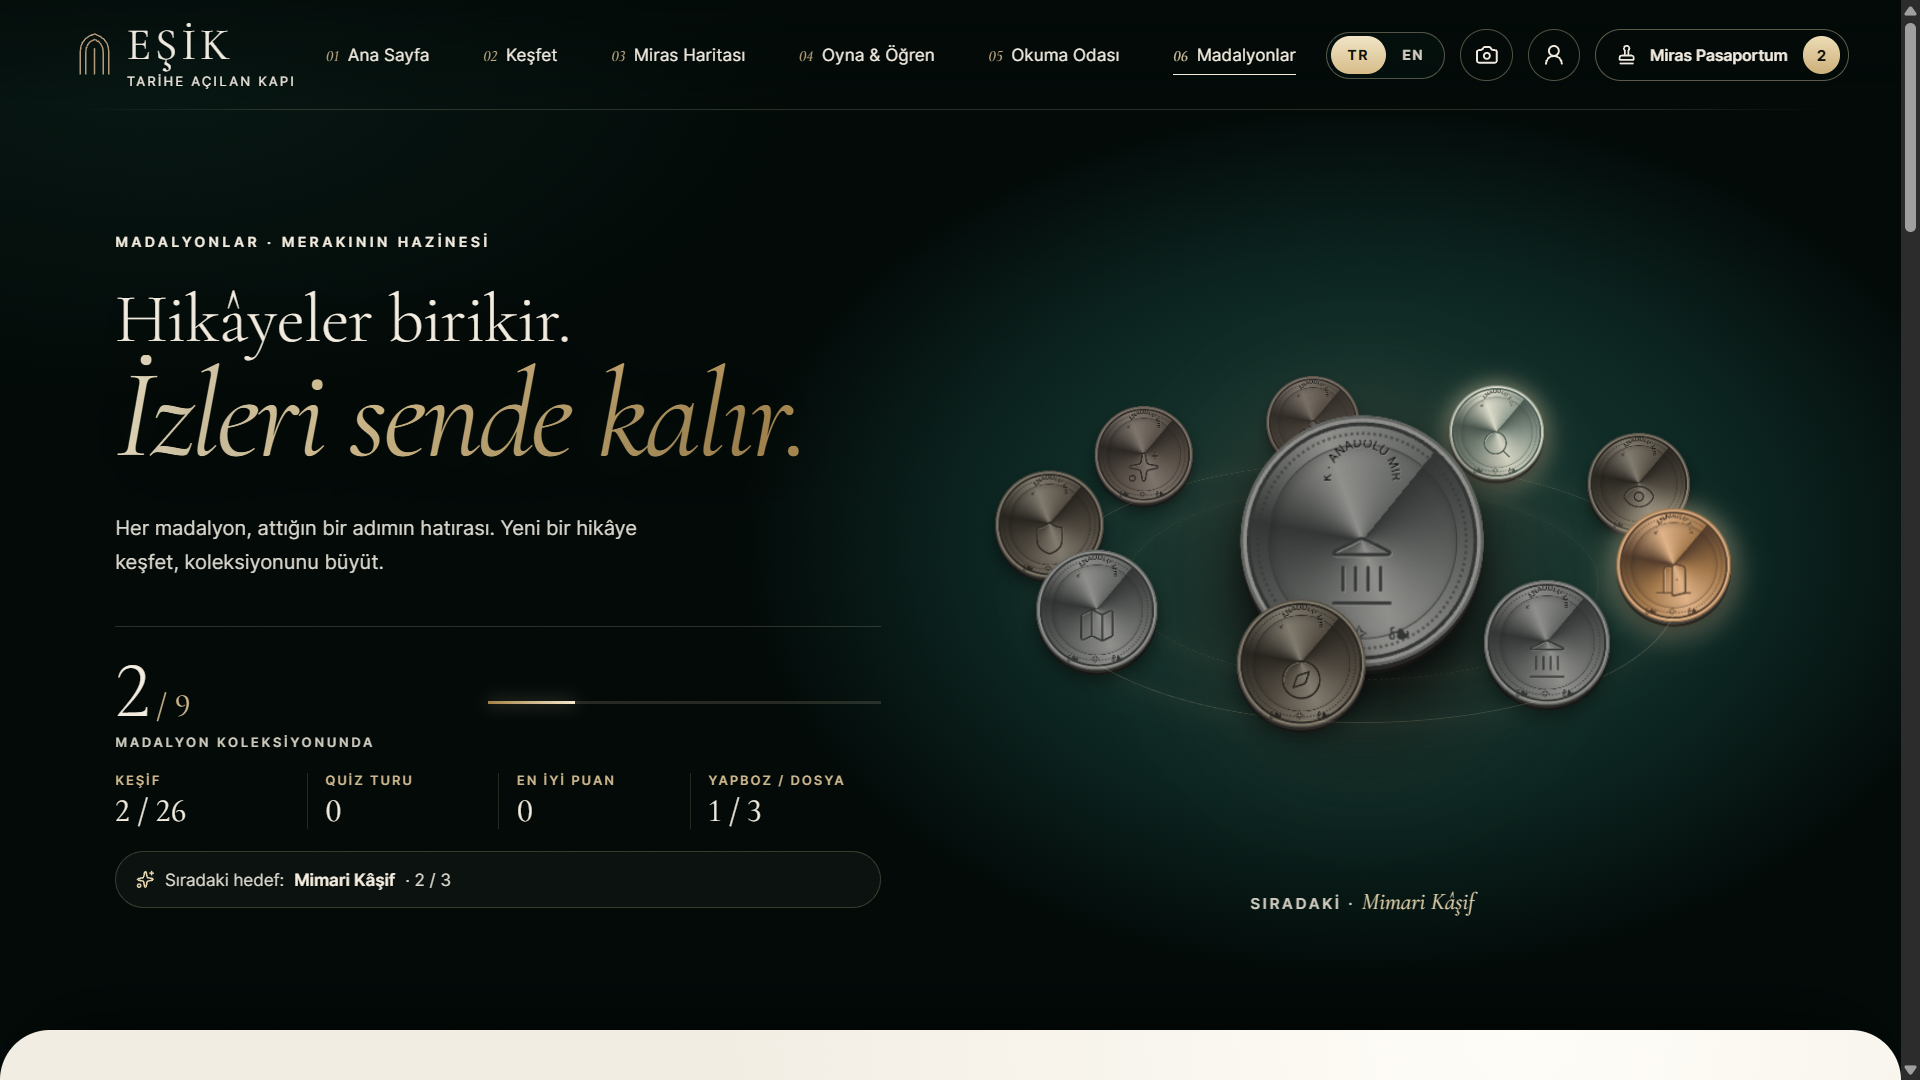 EŞİK
TARİHE AÇILAN KAPI
01 Ana Sayfa
02 Keşfet
03 Miras Haritası
04 Oyna & Öğren
05 Okuma Odası
06 Madalyonlar
TR EN
Miras Pasaportum 2
MADALYONLAR · MERAKININ HAZİNESİ
Hikâyeler birikir.
İzleri sende kalır.
Her madalyon, attığın bir adımın hatırası. Yeni bir hikâye
keşfet, koleksiyonunu büyüt.
2 / 9
MADALYON KOLEKSİYONUNDA
KEŞİF
2 / 26
QUİZ TURU
0
EN İYİ PUAN
0
YAPBOZ / DOSYA
1 / 3
Sıradaki hedef: Mimari Kâşif · 2 / 3
K · ANADOLU MİR
SIRADAKİ · Mimari Kâşif